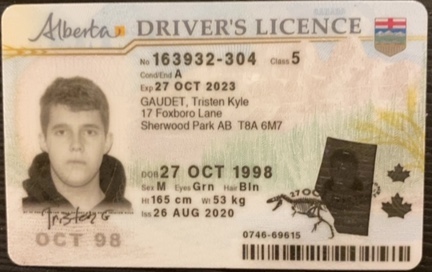 Alberta DRIVER'S LICENCE
No 163932-304 Class 5
Cond/End A
Exp 27 OCT 2023
GAUDET, Tristen Kyle
17 Foxboro Lane
Sherwood Park AB T8A 6M7
DOB 27 OCT 1998
Sex M Eyes Grn Hair Bln
Ht 165 cm Wt 53 kg
Iss 26 AUG 2020
Tristen G
OCT 98
0746-69615